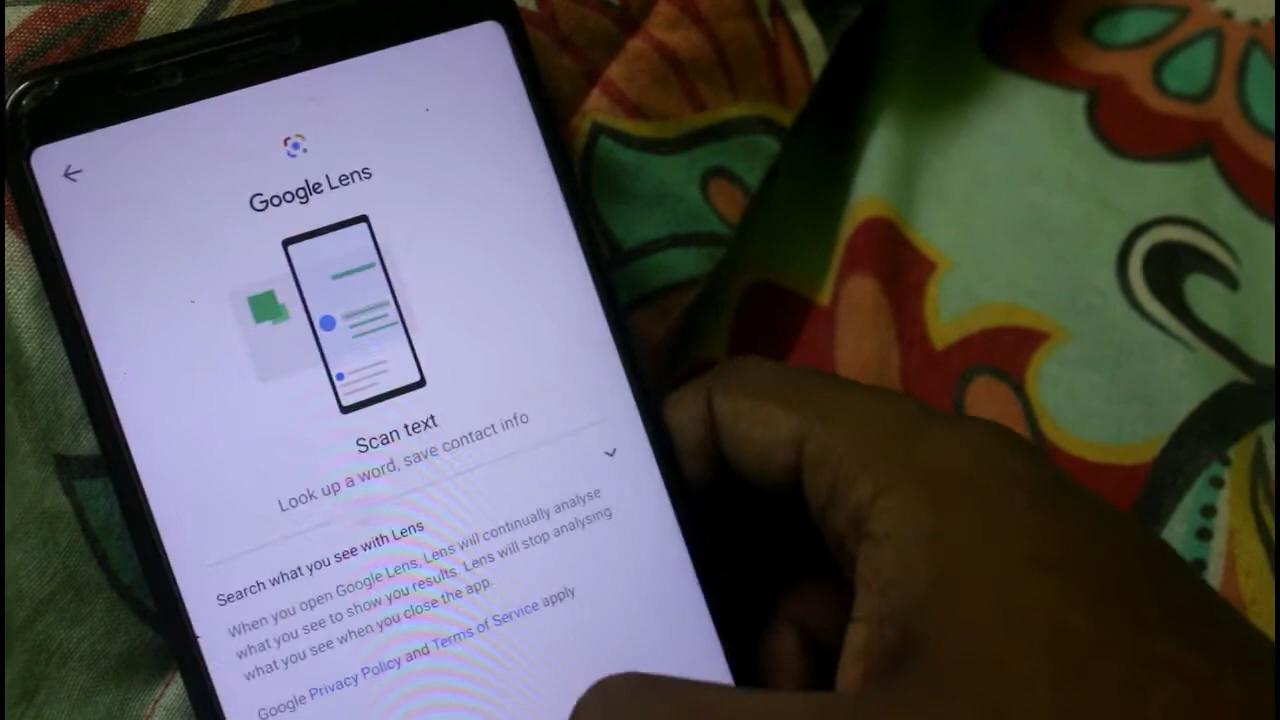 Google Lens
Scan text
Look up a word, save contact info
Search what you see with Lens
When you open Google Lens, Lens will continually analyse
what you see to show you results. Lens will stop analysing
what you see when you close the app.
Google Privacy Policy and Terms of Service apply